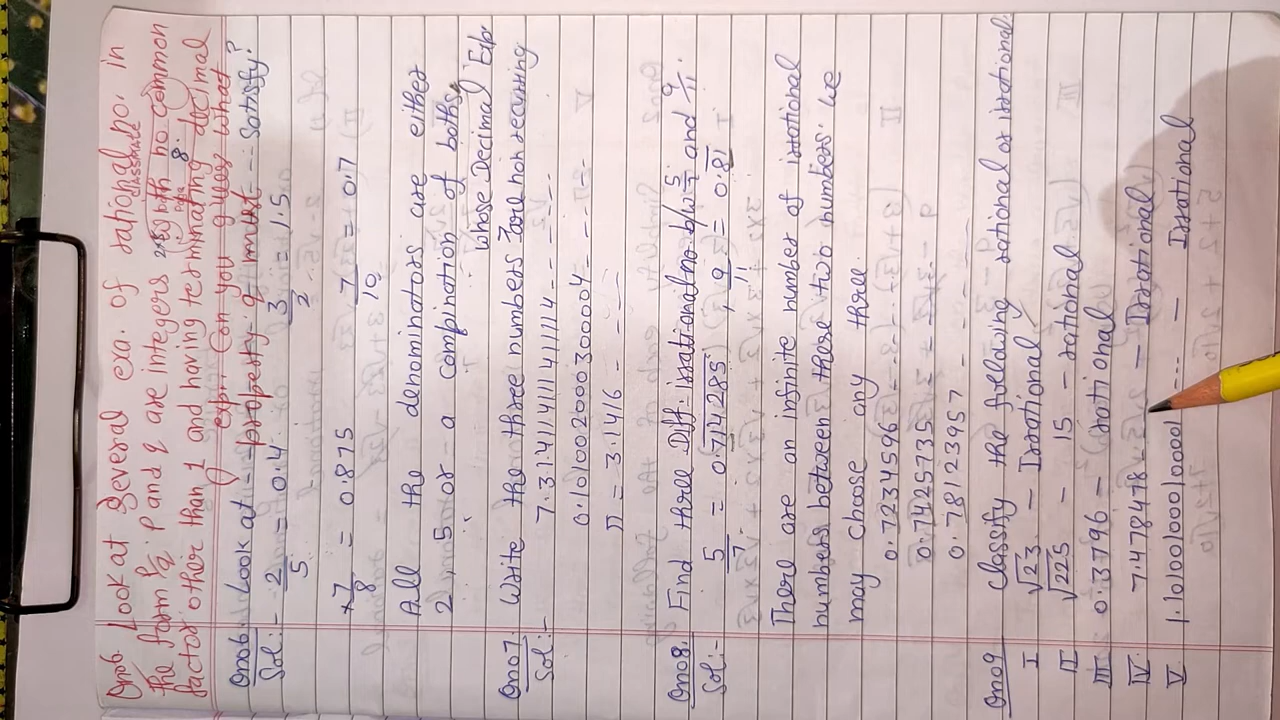 Qno6. Look at several exa. of rational no. in
classmate
the form p/q. p and q are integers with no common
factor other than 1 and having terminating decimal
expr. Can you guess what
Qno6. Look at - property q must - Satisfy?
Sol:- 2/5 = 0.4 3/2 = 1.5
7/8 = 0.875 7/10 = 0.7
All the denominators are either
2, 5 or a combination of both.
whose Decimal Exp
Qno7. Write the three numbers are non recurring
Sol:- 7.314114111411114 - - - - -
0.10100200030004 - - - -
π = 3.1416 - - - -
Qno8. Find three Diff. irrational no. b/w 5/7 and 9/11.
Sol:- 5/7 = 0.714285, 9/11 = 0.81
There are an infinite number of irrational
numbers between these two numbers. we
may choose any three.
0.7234596 - - -
0.7425735 - - -
0.78123957 - - -
Qno9 classify the following rational or irrational.
I √23 - Irrational
II √225 - 15 - rational
III 0.3796 - rational
IV 7.478478 - - Irrational
V 1.101001000100001 - - - - Irrational